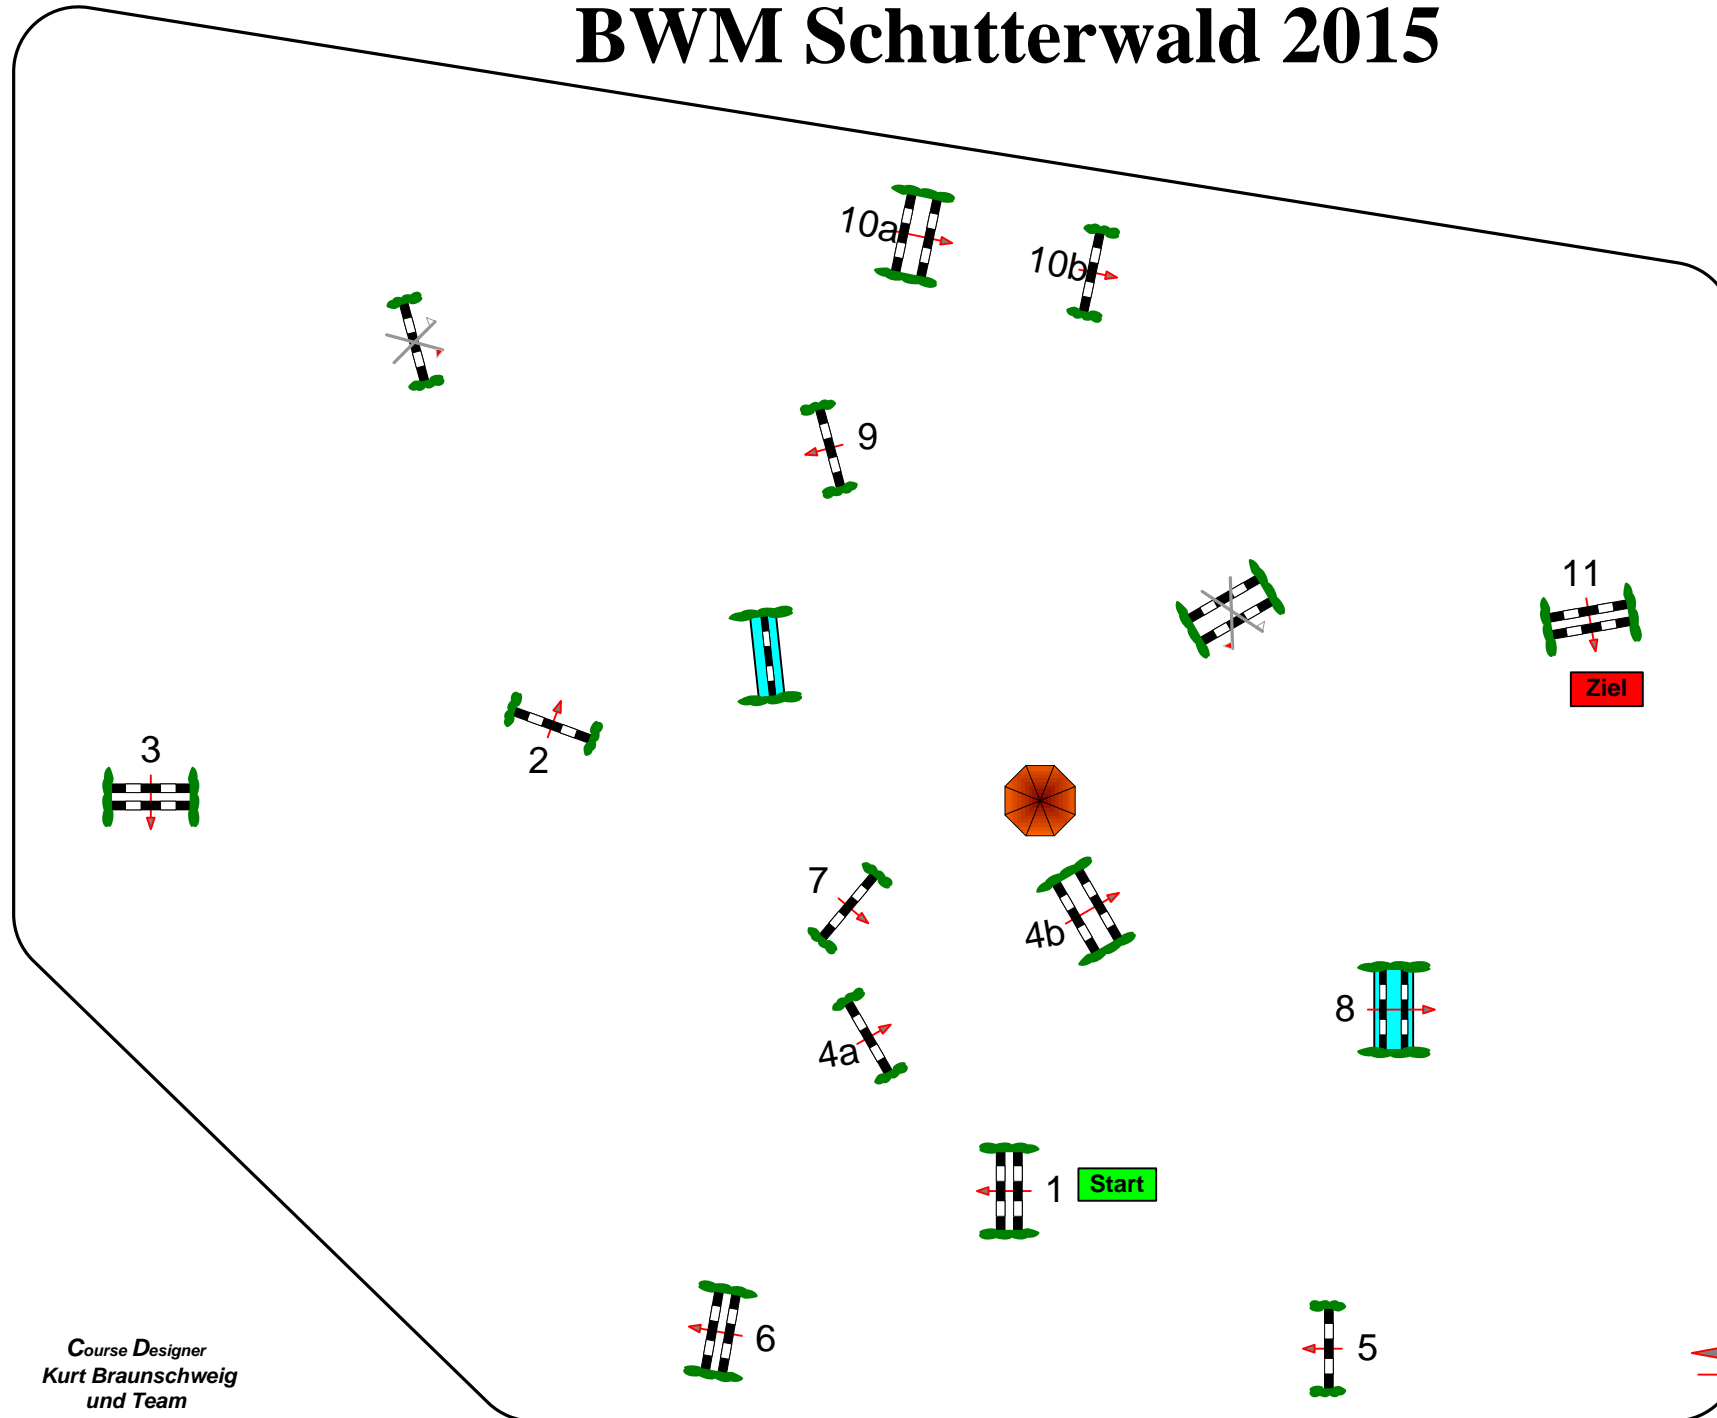 BWM Schutterwald 2015
10a
10b
9
11
Ziel
3
2
7
4b
8
4a
1
Start
6
5
Course Designer
Kurt Braunschweig
und Team